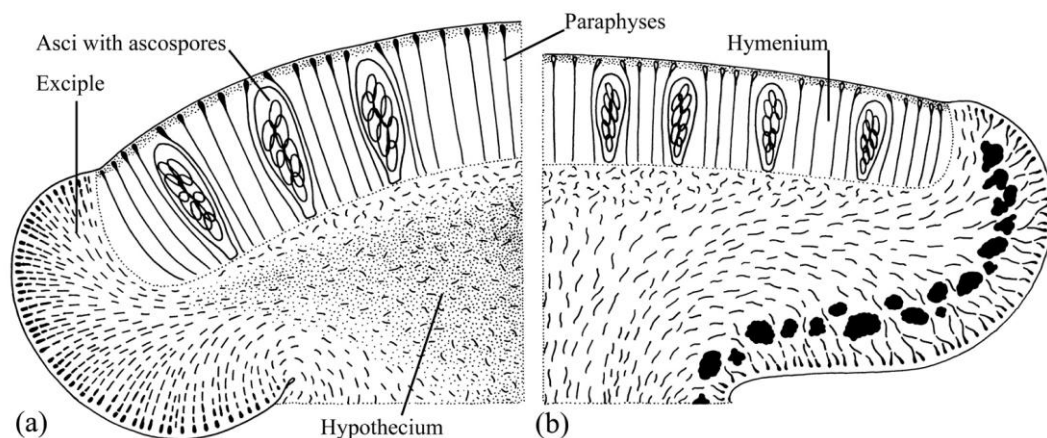 Asci with ascospores
Exciple
Paraphyses
Hymenium
Hypothecium
(a)
(b)